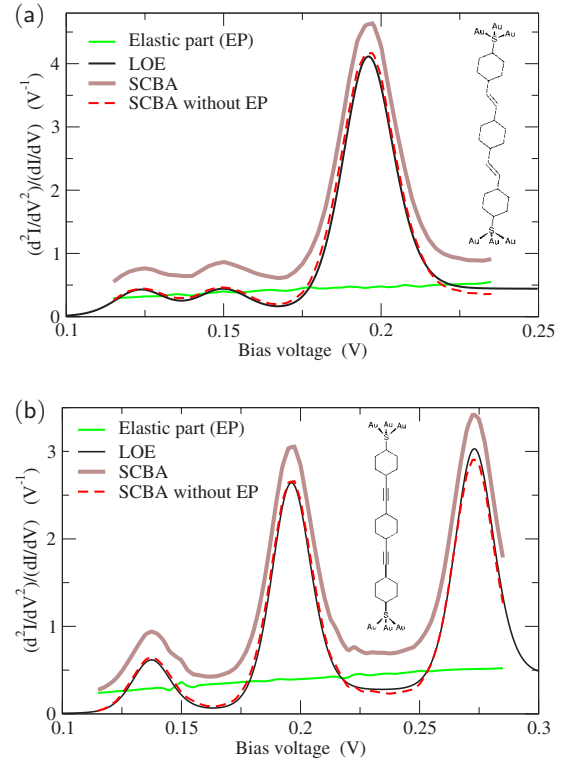 (a)
Elastic part (EP)
LOE
SCBA
SCBA without EP
Au
Au Au
S
S
Au Au Au
4
3
2
1
0
(d²I/dV²)/(dI/dV) (V⁻¹)
0.1 0.15 0.2 0.25
Bias voltage (V)
(b)
Elastic part (EP)
LOE
SCBA
SCBA without EP
Au
Au Au
S
S
Au Au Au
3
2
1
0
(d²I/dV²)/(dI/dV) (V⁻¹)
0.1 0.15 0.2 0.25 0.3
Bias voltage (V)